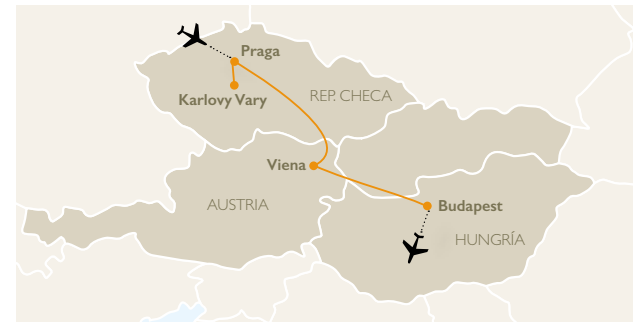 Praga
Karlovy Vary
REP. CHECA
Viena
AUSTRIA
Budapest
HUNGRÍA